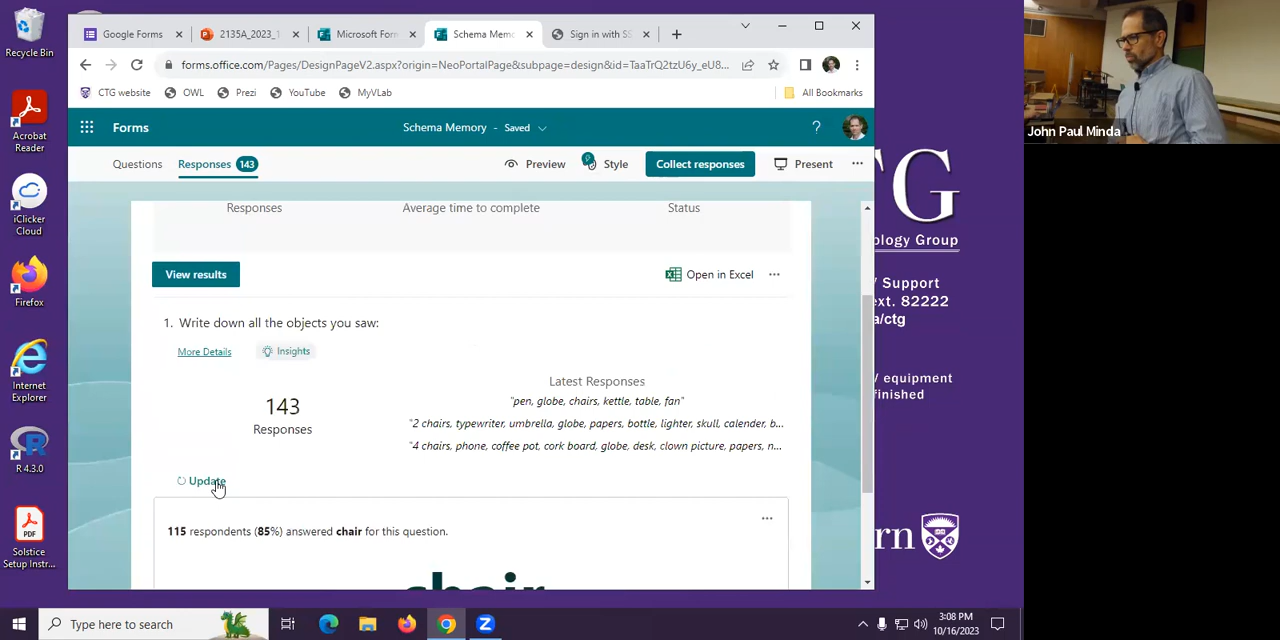 Recycle Bin
Acrobat
Reader
iClicker
Cloud
Firefox
Internet
Explorer
R 4.3.0
Solstice
Setup Instr...
Google Forms
2135A_2023_1
Microsoft For
Schema Memo
Sign in with SS
forms.office.com/Pages/DesignPageV2.aspx?origin=NeoPortalPage&subpage=design&id=TaaTrQ2tzU6y_eU8...
CTG website
OWL
Prezi
YouTube
MyVLab
All Bookmarks
Forms
Schema Memory - Saved
?
Questions
Responses 143
Preview
Style
Collect responses
Present
Responses
Average time to complete
Status
View results
Open in Excel
1. Write down all the objects you saw:
More Details
Insights
143
Responses
Latest Responses
"pen, globe, chairs, kettle, table, fan"
"2 chairs, typewriter, umbrella, globe, papers, bottle, lighter, skull, calender, b...
"4 chairs, phone, coffee pot, cork board, globe, desk, clown picture, papers, n...
Update
115 respondents (85%) answered chair for this question.
chair
TG
ology Group
/ Support
ext. 82222
a/ctg
/ equipment
finished
rn
John Paul Minda
Type here to search
3:08 PM
10/16/2023